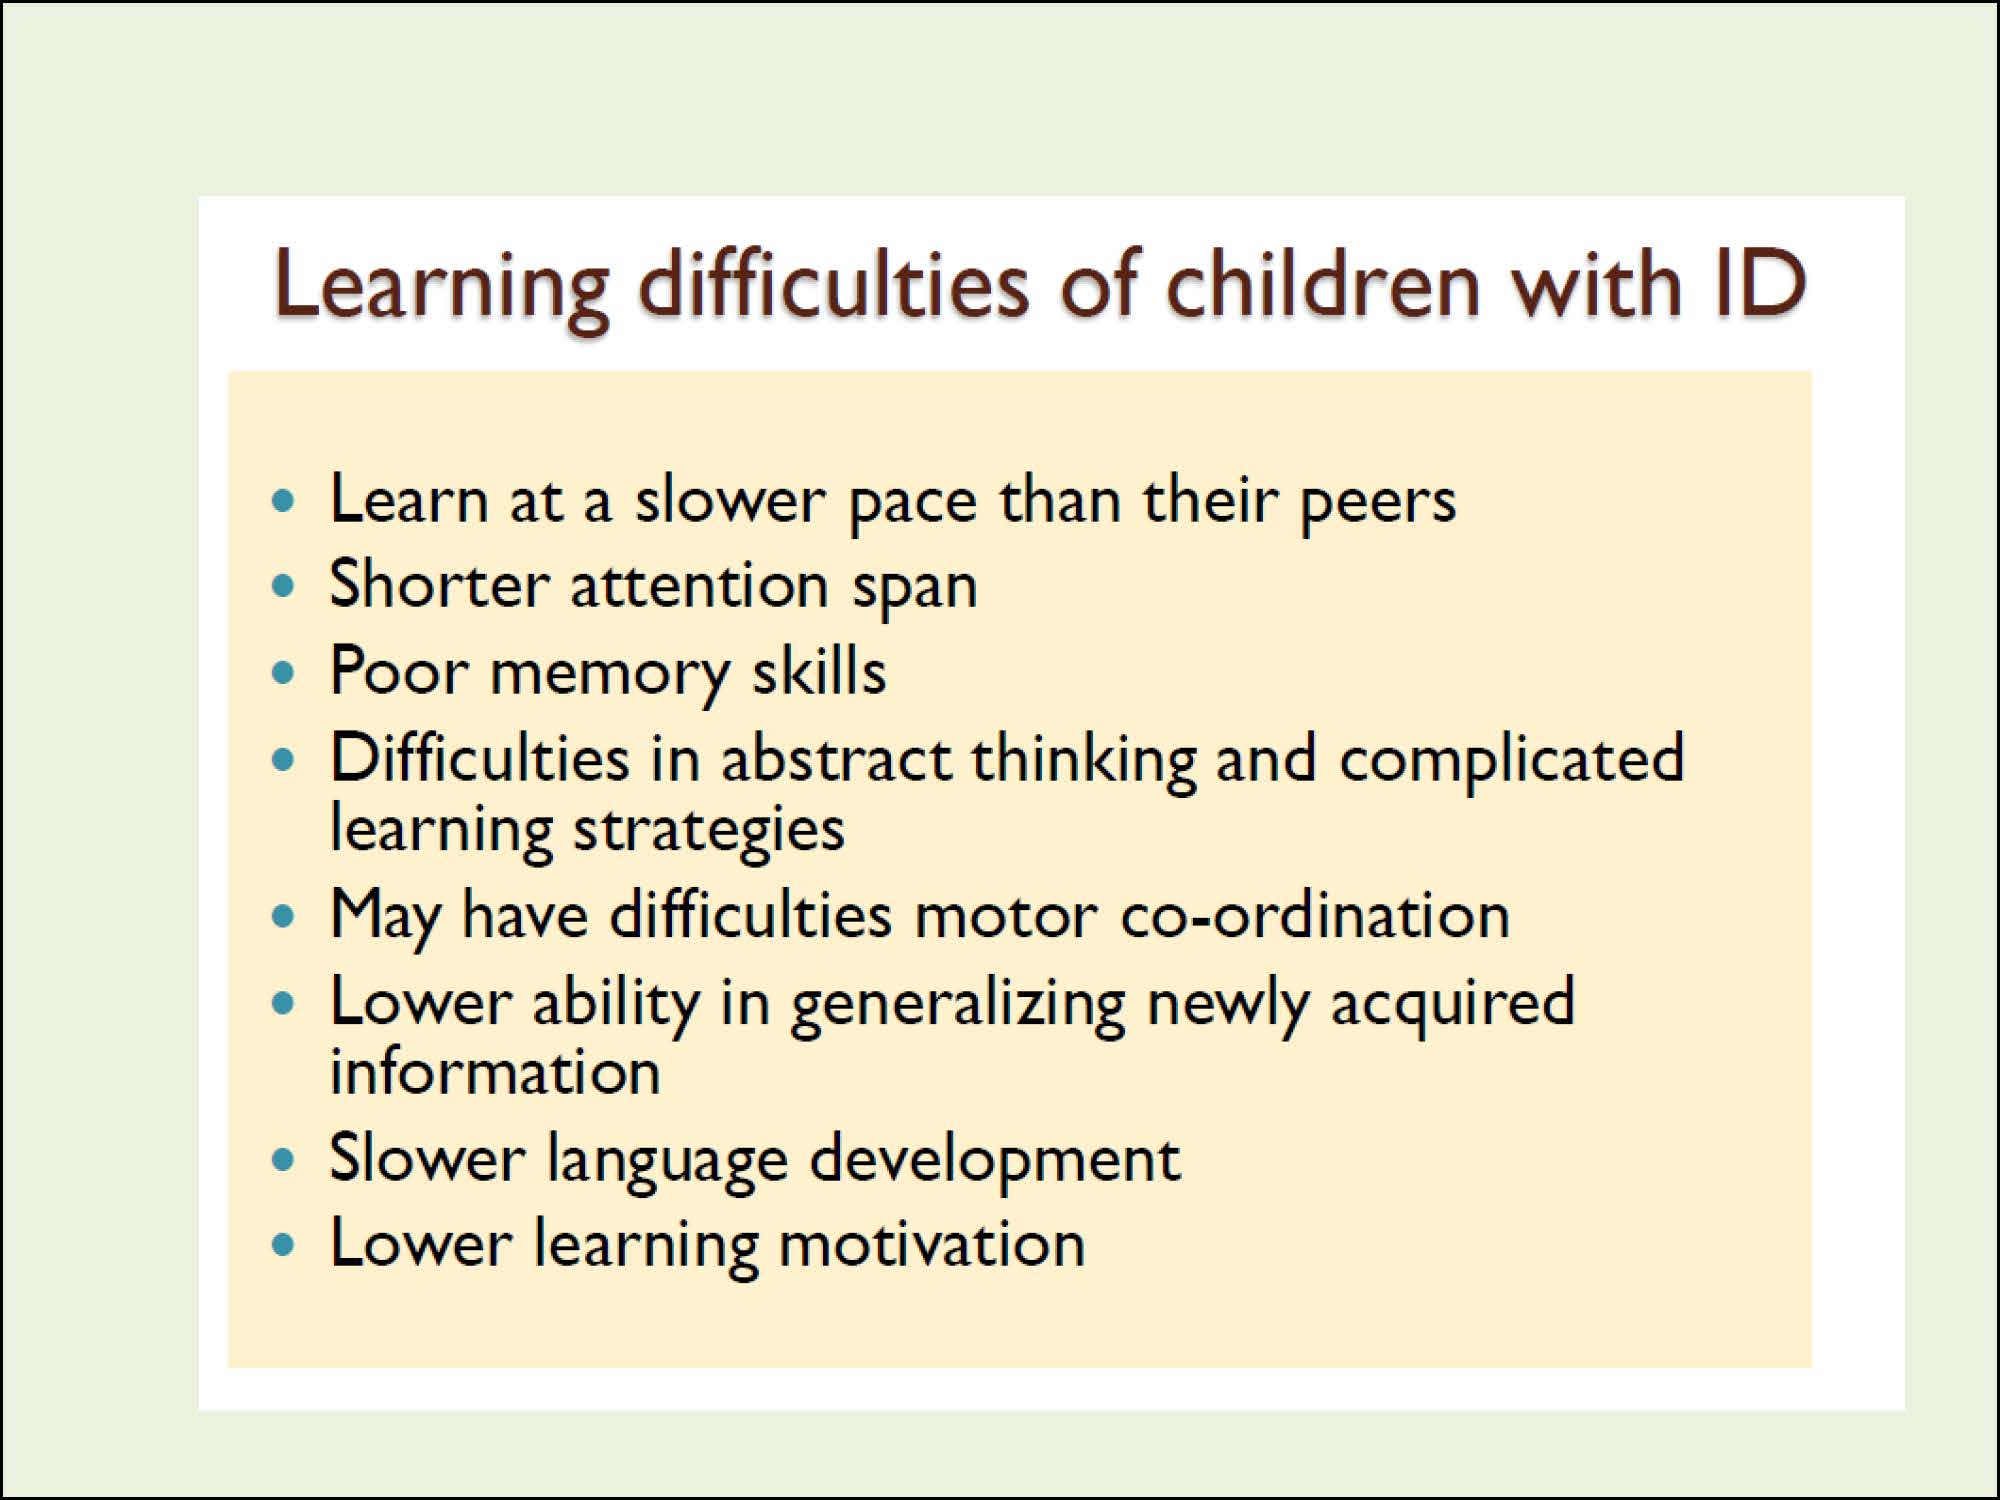 Learning difficulties of children with ID
• Learn at a slower pace than their peers
• Shorter attention span
• Poor memory skills
• Difficulties in abstract thinking and complicated
learning strategies
• May have difficulties motor co-ordination
• Lower ability in generalizing newly acquired
information
• Slower language development
• Lower learning motivation